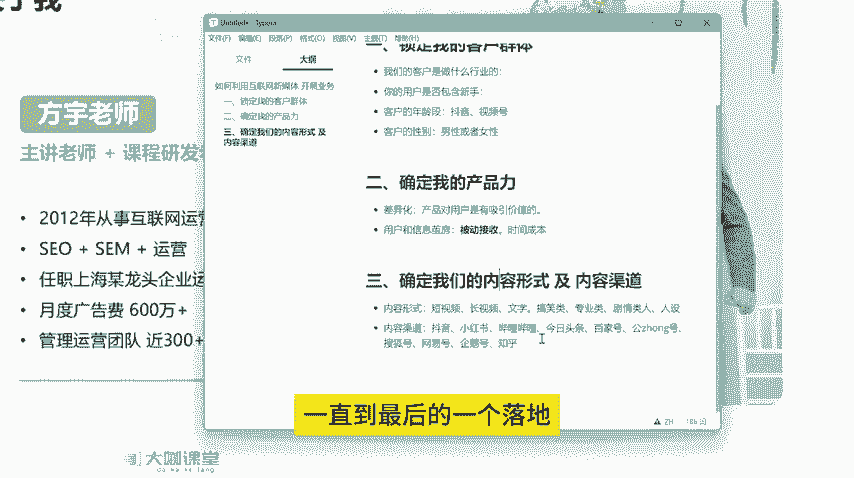 于我
方宇老师
主讲老师 + 课程研发
2012年从事互联网运营
SEO + SEM + 运营
任职上海某龙头企业运
月度广告费 600万+
管理运营团队 近300+
大咖课堂
da ka ke tang
Untitled - Typora
文件(F) 编辑(E) 段落(P) 格式(O) 视图(V) 主题(T) 帮助(H)
文件 大纲
如何利用互联网新媒体 开展业务
一、锁定我的客户群体
二、确定我的产品力
三、确定我们的内容形式 及
内容渠道
一、锁定我的客户群体
我们的客户是做什么行业的：
你的用户是否包含新手：
客户的年龄段：抖音、视频号
客户的性别：男性或者女性
二、确定我的产品力
差异化：产品对用户是有吸引价值的。
用户和信息茧房：被动接收。时间成本
三、确定我们的内容形式 及 内容渠道
内容形式：短视频、长视频、文字。搞笑类、专业类、剧情类人、人设
内容渠道：抖音、小红书、哔哩哔哩、今日头条、百家号、公zhong号、
搜狐号、网易号、企鹅号、知乎
ZH
一直到最后的一个落地